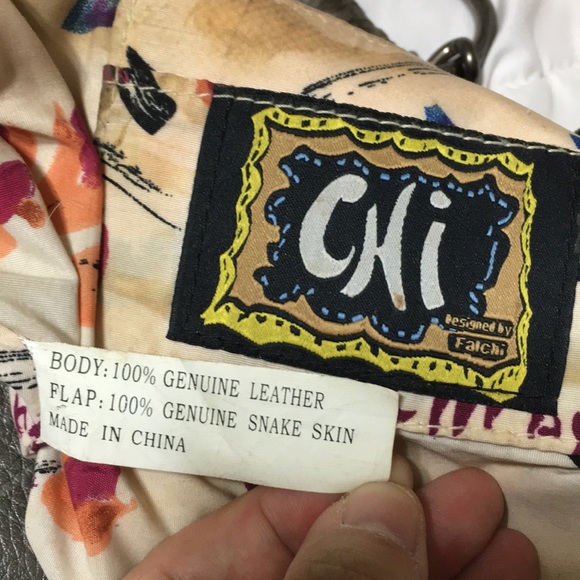 CHi
Designed by
Falchi
BODY:100% GENUINE LEATHER
FLAP:100% GENUINE SNAKE SKIN
MADE IN CHINA